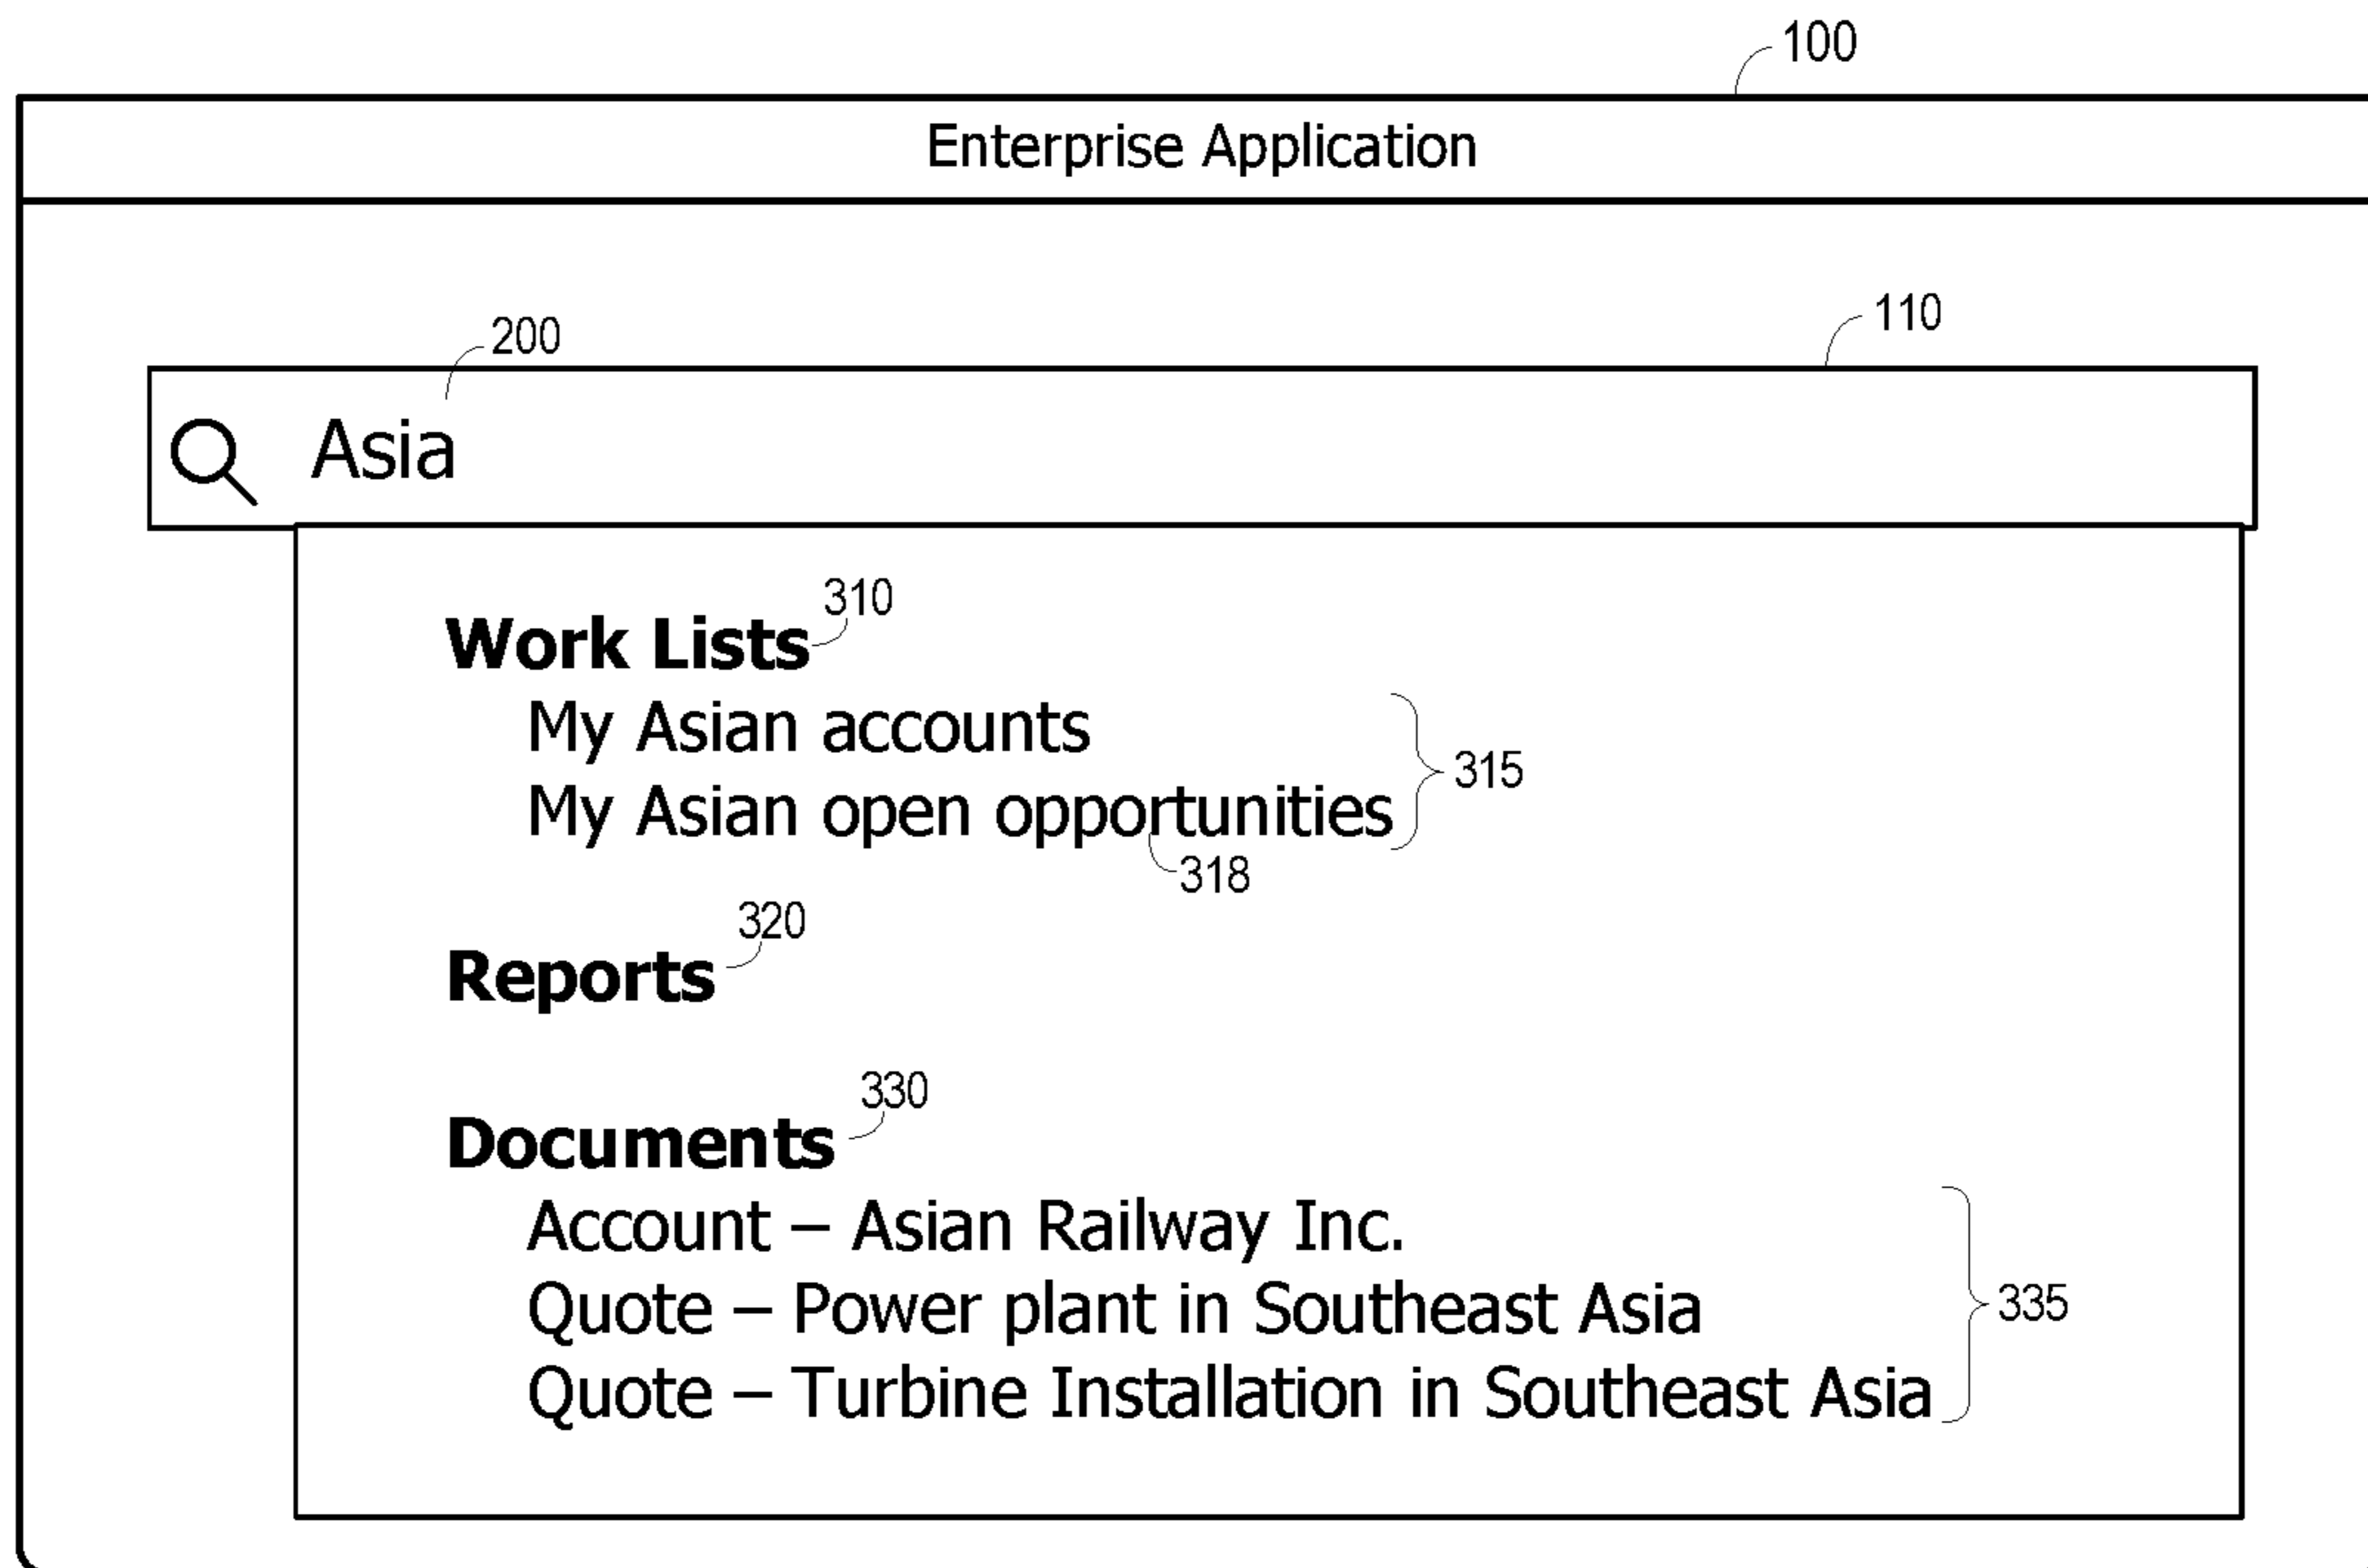 100
Enterprise Application
110
200
Asia
310
Work Lists
My Asian accounts
315
My Asian open opportunities
318
320
Reports
330
Documents
Account – Asian Railway Inc.
Quote – Power plant in Southeast Asia
335
Quote – Turbine Installation in Southeast Asia